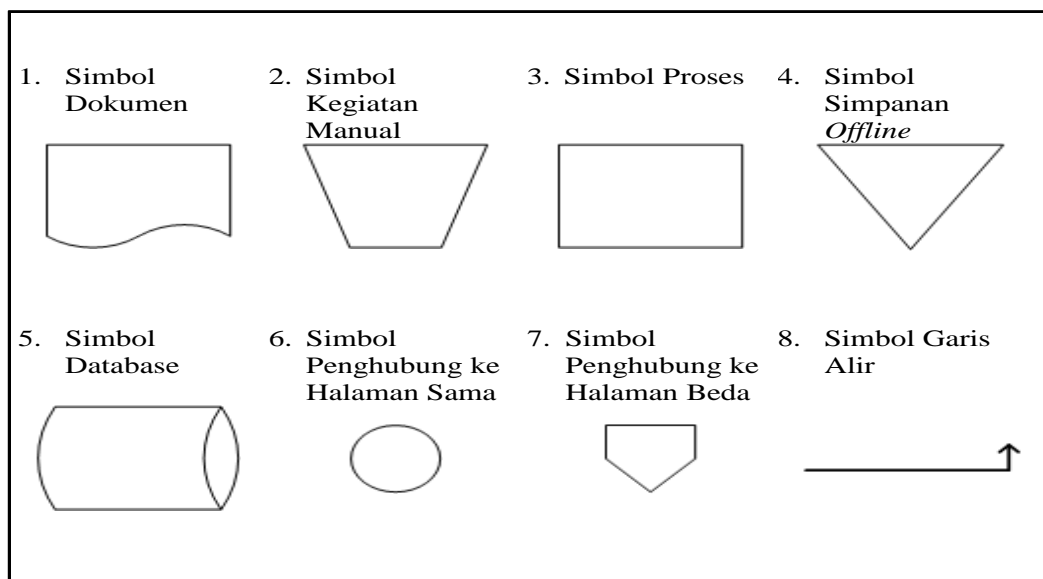 1. Simbol
Dokumen
2. Simbol
Kegiatan
Manual
3. Simbol Proses
4. Simbol
Simpanan
Offline
5. Simbol
Database
6. Simbol
Penghubung ke
Halaman Sama
7. Simbol
Penghubung ke
Halaman Beda
8. Simbol Garis
Alir